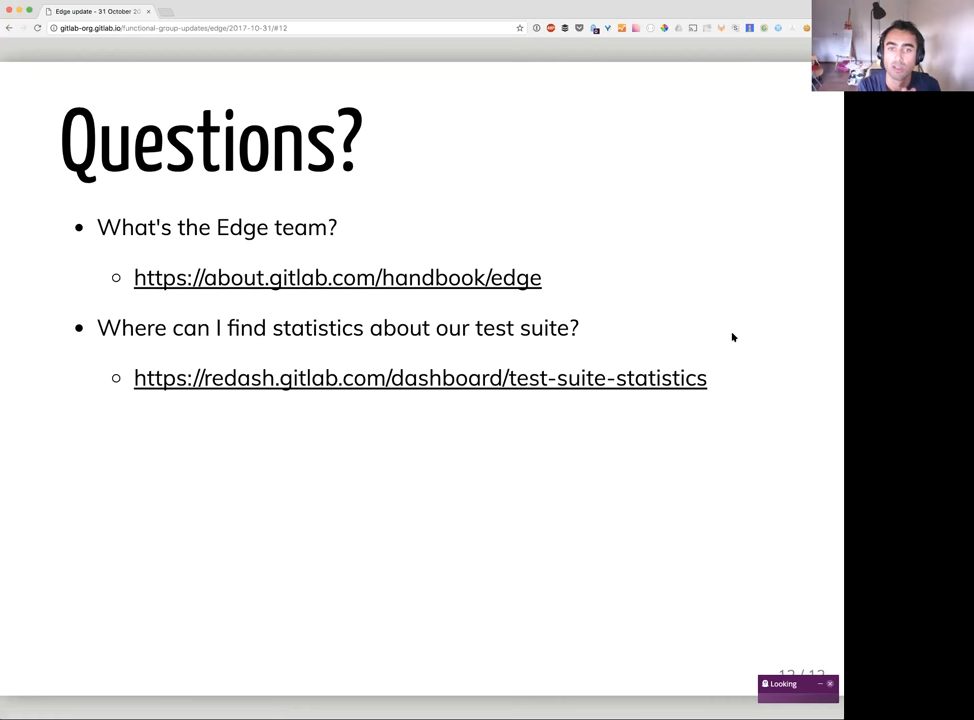 Edge update - 31 October 20
gitlab-org.gitlab.io/functional-group-updates/edge/2017-10-31/#12
Questions?
What's the Edge team?
https://about.gitlab.com/handbook/edge
Where can I find statistics about our test suite?
https://redash.gitlab.com/dashboard/test-suite-statistics
Looking